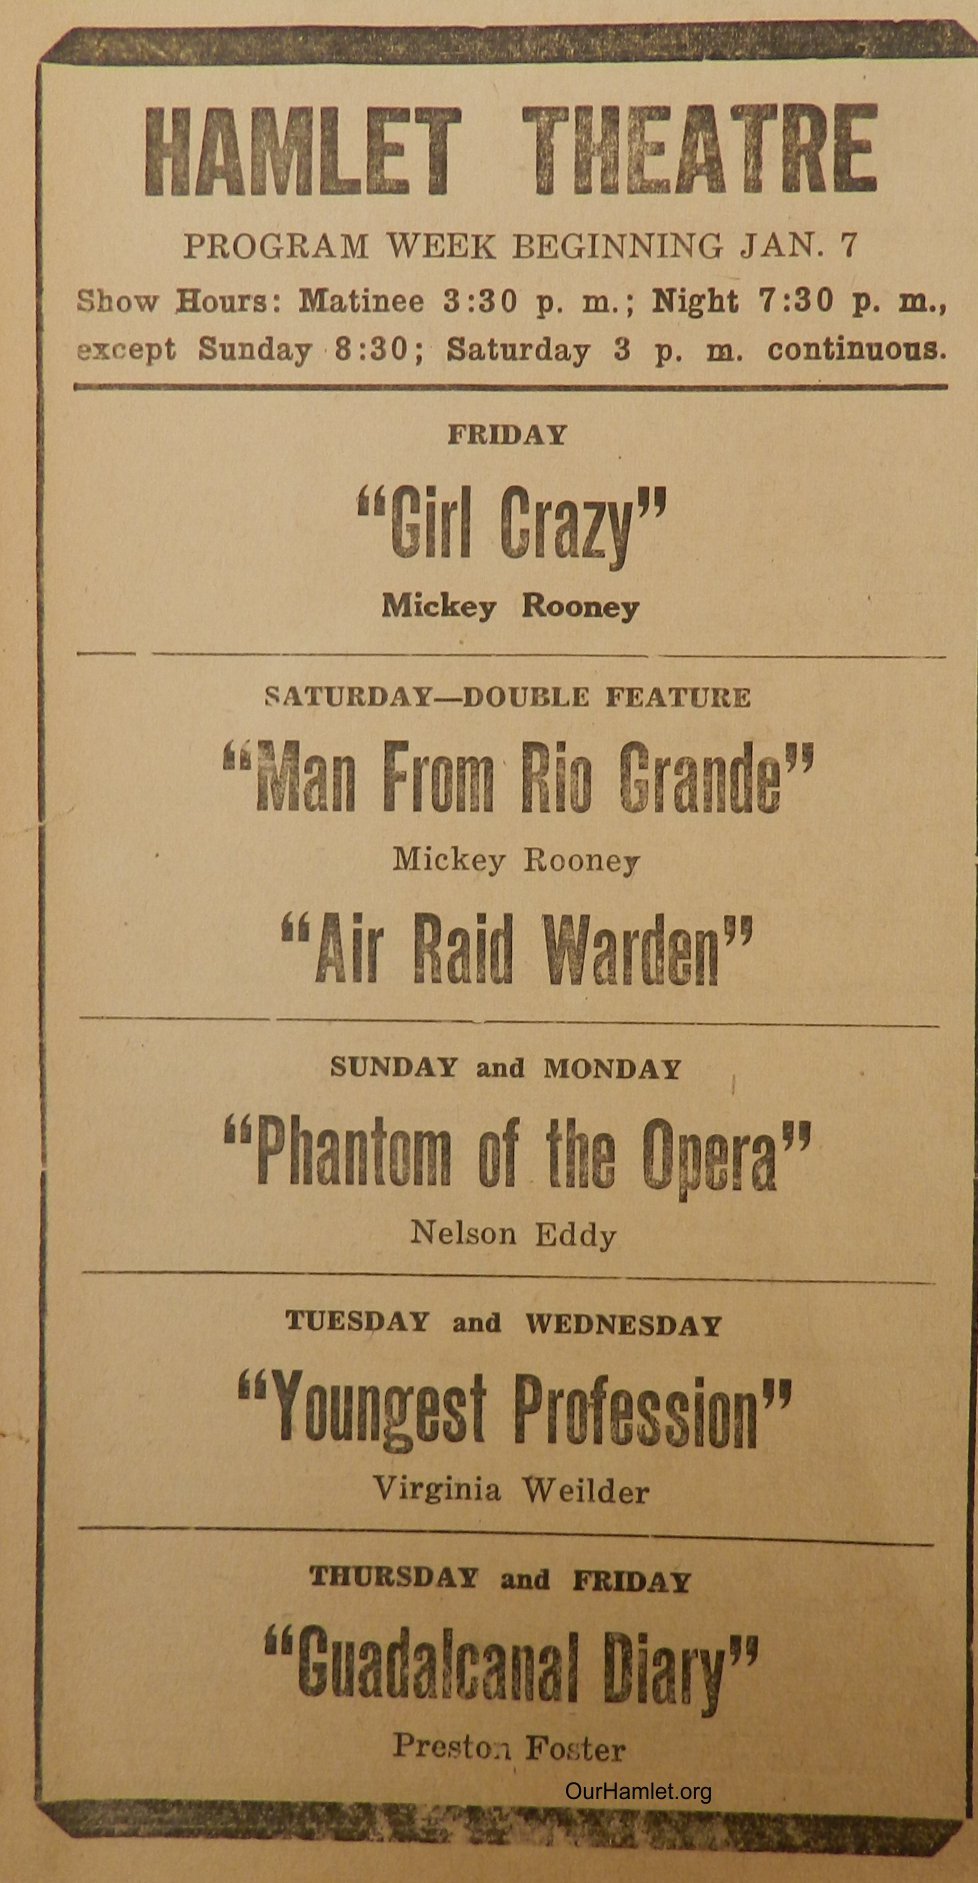 HAMLET THEATRE
PROGRAM WEEK BEGINNING JAN. 7
Show Hours: Matinee 3:30 p. m.; Night 7:30 p. m.,
except Sunday 8:30; Saturday 3 p. m. continuous.
FRIDAY
“Girl Crazy”
Mickey Rooney
SATURDAY—DOUBLE FEATURE
“Man From Rio Grande”
Mickey Rooney
“Air Raid Warden”
SUNDAY and MONDAY
“Phantom of the Opera”
Nelson Eddy
TUESDAY and WEDNESDAY
“Youngest Profession”
Virginia Weilder
THURSDAY and FRIDAY
“Guadalcanal Diary”
Preston Foster
OurHamlet.org